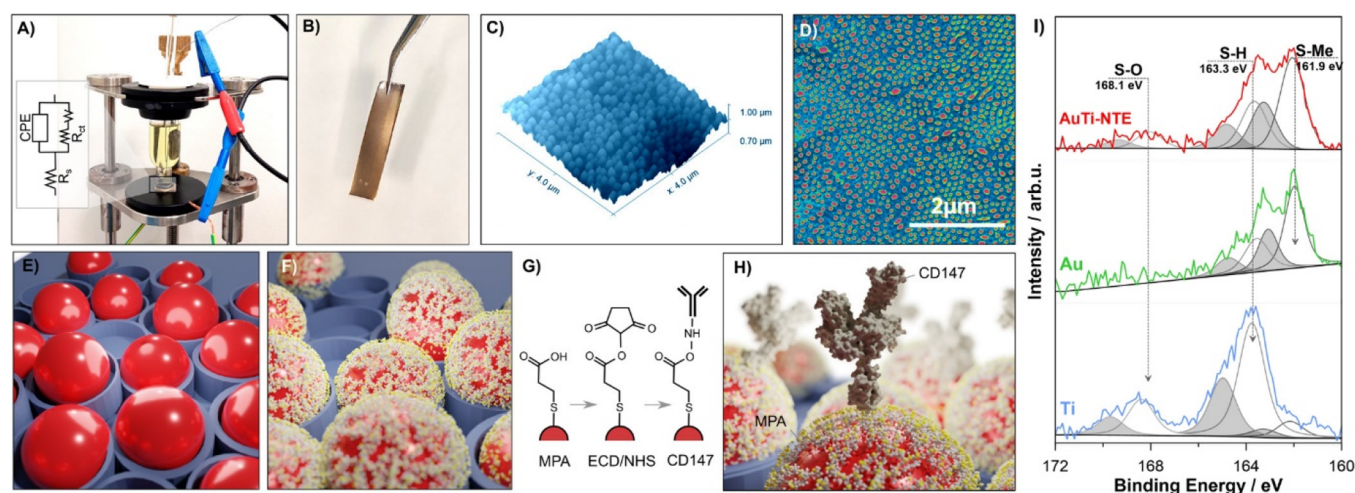 A)
CPE
Rct
Rs
B)
C)
1.00 µm
0.70 µm
y: 4.0 µm
x: 4.0 µm
D)
2µm
E)
F)
G)
OH
O
S
MPA
O
O
O
O
S
ECD/NHS
NH
O
O
S
CD147
H)
CD147
MPA
I)
S-O
168.1 eV
S-H
163.3 eV
S-Me
161.9 eV
AuTi-NTE
Au
Ti
Intensity / arb.u.
172
168
164
160
Binding Energy / eV